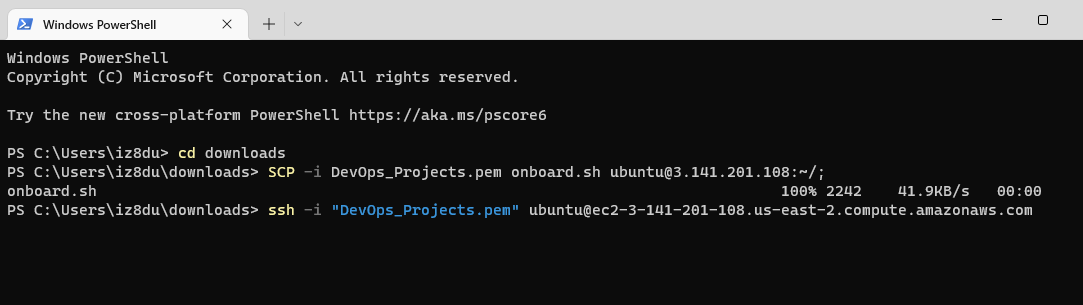 Windows PowerShell
Windows PowerShell
Copyright (C) Microsoft Corporation. All rights reserved.
Try the new cross-platform PowerShell https://aka.ms/pscore6
PS C:\Users\iz8du> cd downloads
PS C:\Users\iz8du\downloads> SCP -i DevOps_Projects.pem onboard.sh ubuntu@3.141.201.108:~/;
onboard.sh 100% 2242 41.9KB/s 00:00
PS C:\Users\iz8du\downloads> ssh -i "DevOps_Projects.pem" ubuntu@ec2-3-141-201-108.us-east-2.compute.amazonaws.com